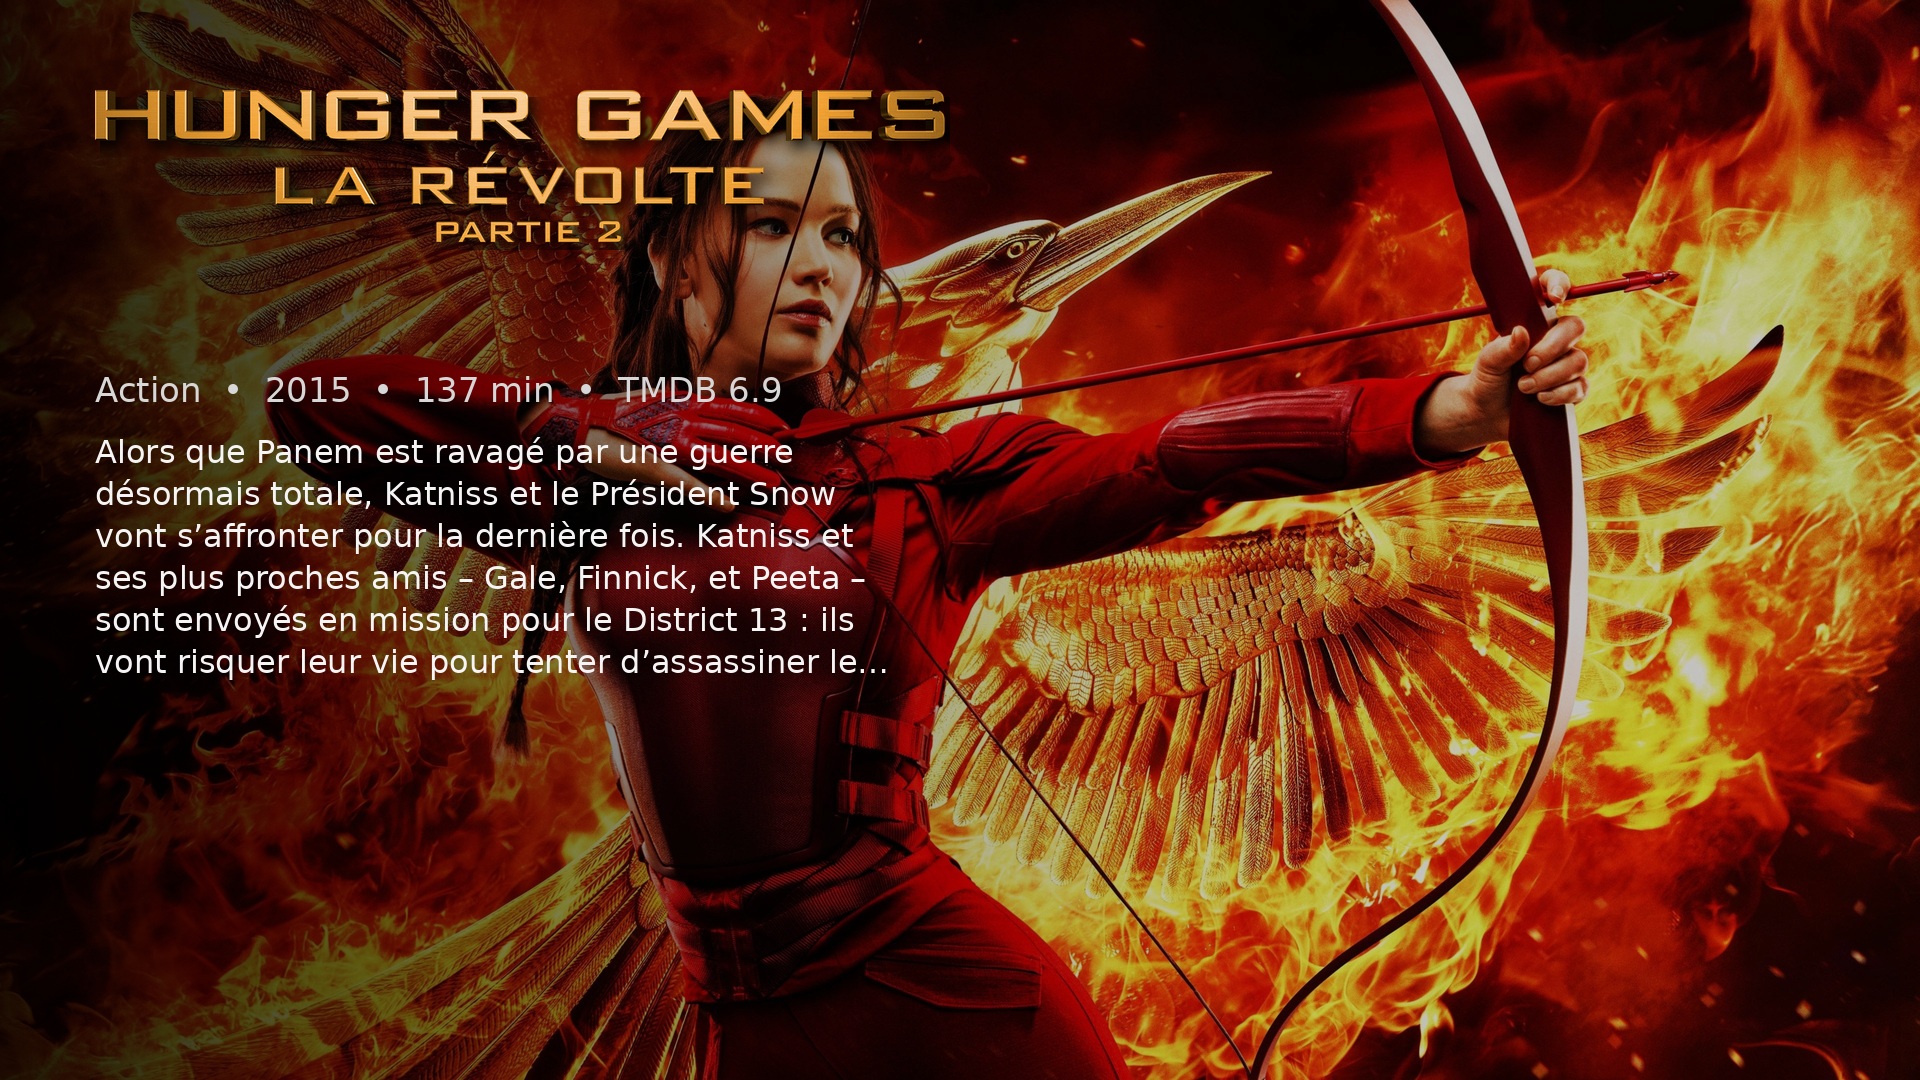 HUNGER GAMES
LA RÉVOLTE
PARTIE 2
Action • 2015 • 137 min • TMDB 6.9
Alors que Panem est ravagé par une guerre
désormais totale, Katniss et le Président Snow
vont s’affronter pour la dernière fois. Katniss et
ses plus proches amis – Gale, Finnick, et Peeta –
sont envoyés en mission pour le District 13 : ils
vont risquer leur vie pour tenter d’assassiner le...